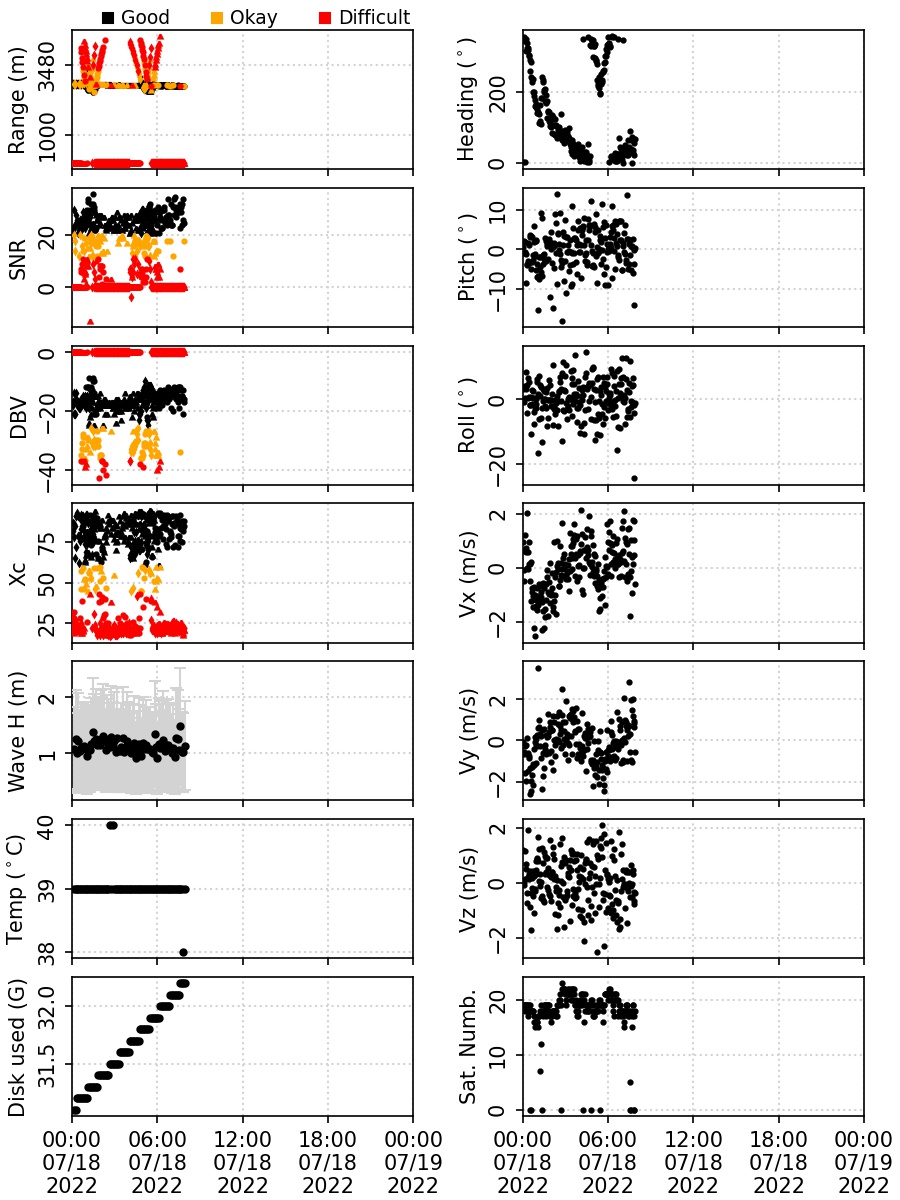 Good Okay Difficult
Range (m)
3480
1000
Heading (°)
200
0
SNR
20
0
Pitch (°)
10
0
−10
DBV
0
−20
−40
Roll (°)
0
−20
Xc
75
50
25
Vx (m/s)
2
0
−2
Wave H (m)
2
1
Vy (m/s)
2
0
−2
Temp (°C)
40
39
38
Vz (m/s)
2
0
−2
Disk used (G)
32.0
31.5
Sat. Numb.
20
10
0
00:00 06:00 12:00 18:00 00:00
07/18 07/18 07/18 07/18 07/19
2022 2022 2022 2022 2022
00:00 06:00 12:00 18:00 00:00
07/18 07/18 07/18 07/18 07/19
2022 2022 2022 2022 2022